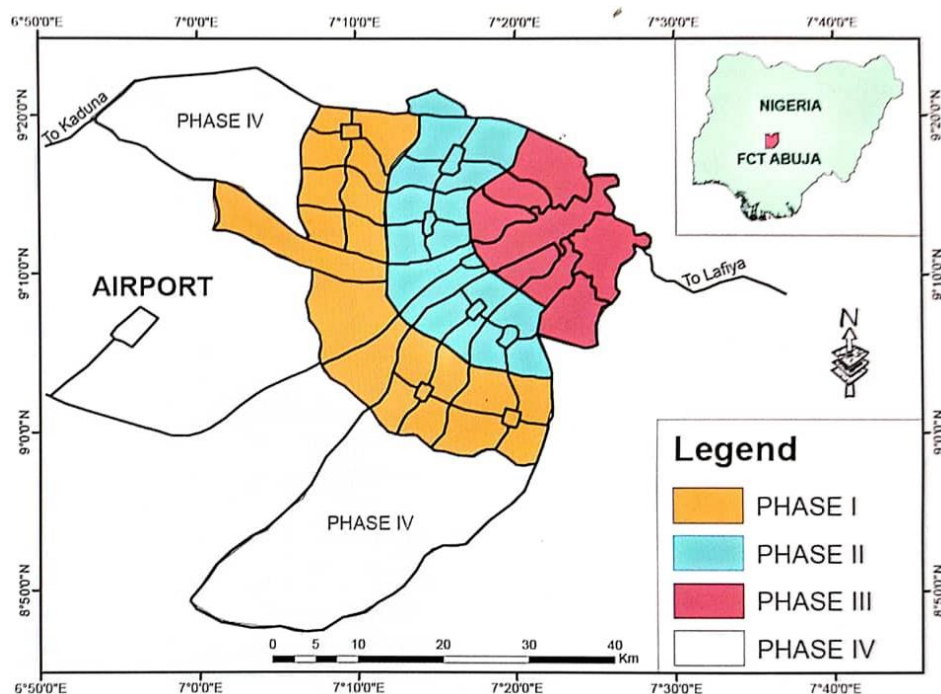 6°50'0"E 7°0'0"E 7°10'0"E 7°20'0"E 7°30'0"E 7°40'0"E
9°20'0"N 9°20'0"N
To Kaduna
PHASE IV
NIGERIA
FCT ABUJA
9°10'0"N 9°10'0"N
To Lafiya
AIRPORT
N
9°0'0"N 9°0'0"N
PHASE IV
8°50'0"N 8°50'0"N
Legend
PHASE I
PHASE II
PHASE III
PHASE IV
0 5 10 20 30 40
Km
6°50'0"E 7°0'0"E 7°10'0"E 7°20'0"E 7°30'0"E 7°40'0"E